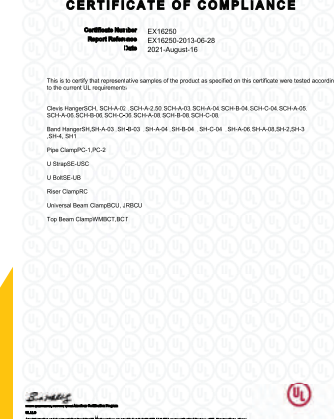 CERTIFICATE OF COMPLIANCE
Certificate Number EX16250
Report Reference EX16250-2013-06-28
Date 2021-August-16
This is to certify that representative samples of the product as specified on this certificate were tested accordin
to the current UL requirements
Clevis HangerSCH, SCH-A-02 ,SCH-A-2.50 SCH-A-03, SCH-A-04, SCH-B-04, SCH-C-04, SCH-A-05,
SCH-A-06, SCH-B-06, SCH-C-06, SCH-A-08, SCH-B-08, SCH-C-08
Band HangerSH,SH-A-03 ,SH-B-03 ,SH-A-04 ,SH-B-04 , SH-C-04 , SH-A-06 SH-A-08,SH-2,SH-3
,SH-4, SH1
Pipe ClampPC-1,PC-2
U StrapSE-USC
U BoltSE-UB
Riser ClampRC
Universal Beam ClampBCU, JRBCU
Top Beam ClampWMBCT,BCT
UL